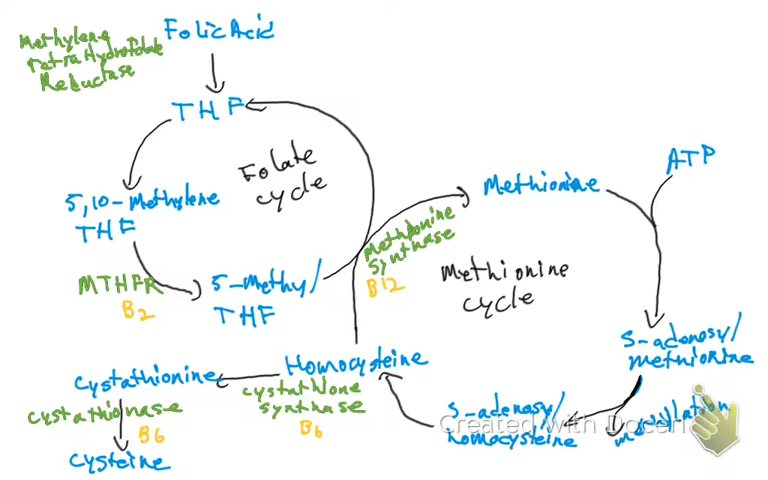 Folic Acid
Methylene
tetraHydrofolate
Reductase
THF
Folate
cycle
5,10-Methylene
THF
MTHFR
B2
5-Methyl
THF
Methionine
synthase
B12
Methionine
ATP
Methionine
cycle
S-adenosyl
methionine
methylation
S-adenosyl
homocysteine
Homocysteine
cystathione
synthase
B6
Cystathionine
cystathionase
B6
Cysteine
Created with Doceri